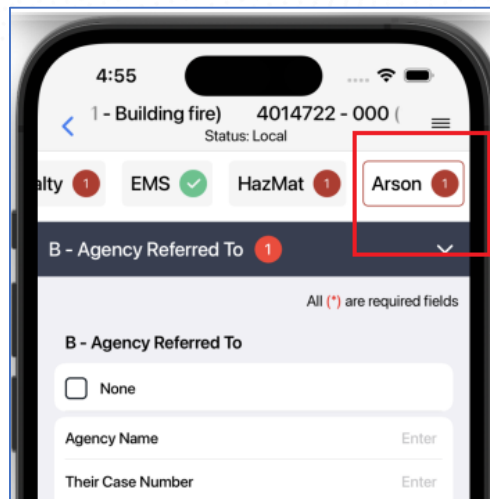 4:55
1 - Building fire) 4014722 - 000 (
Status: Local
alty 1 EMS HazMat 1 Arson 1
B - Agency Referred To 1
All (*) are required fields
B - Agency Referred To
None
Agency Name Enter
Their Case Number Enter